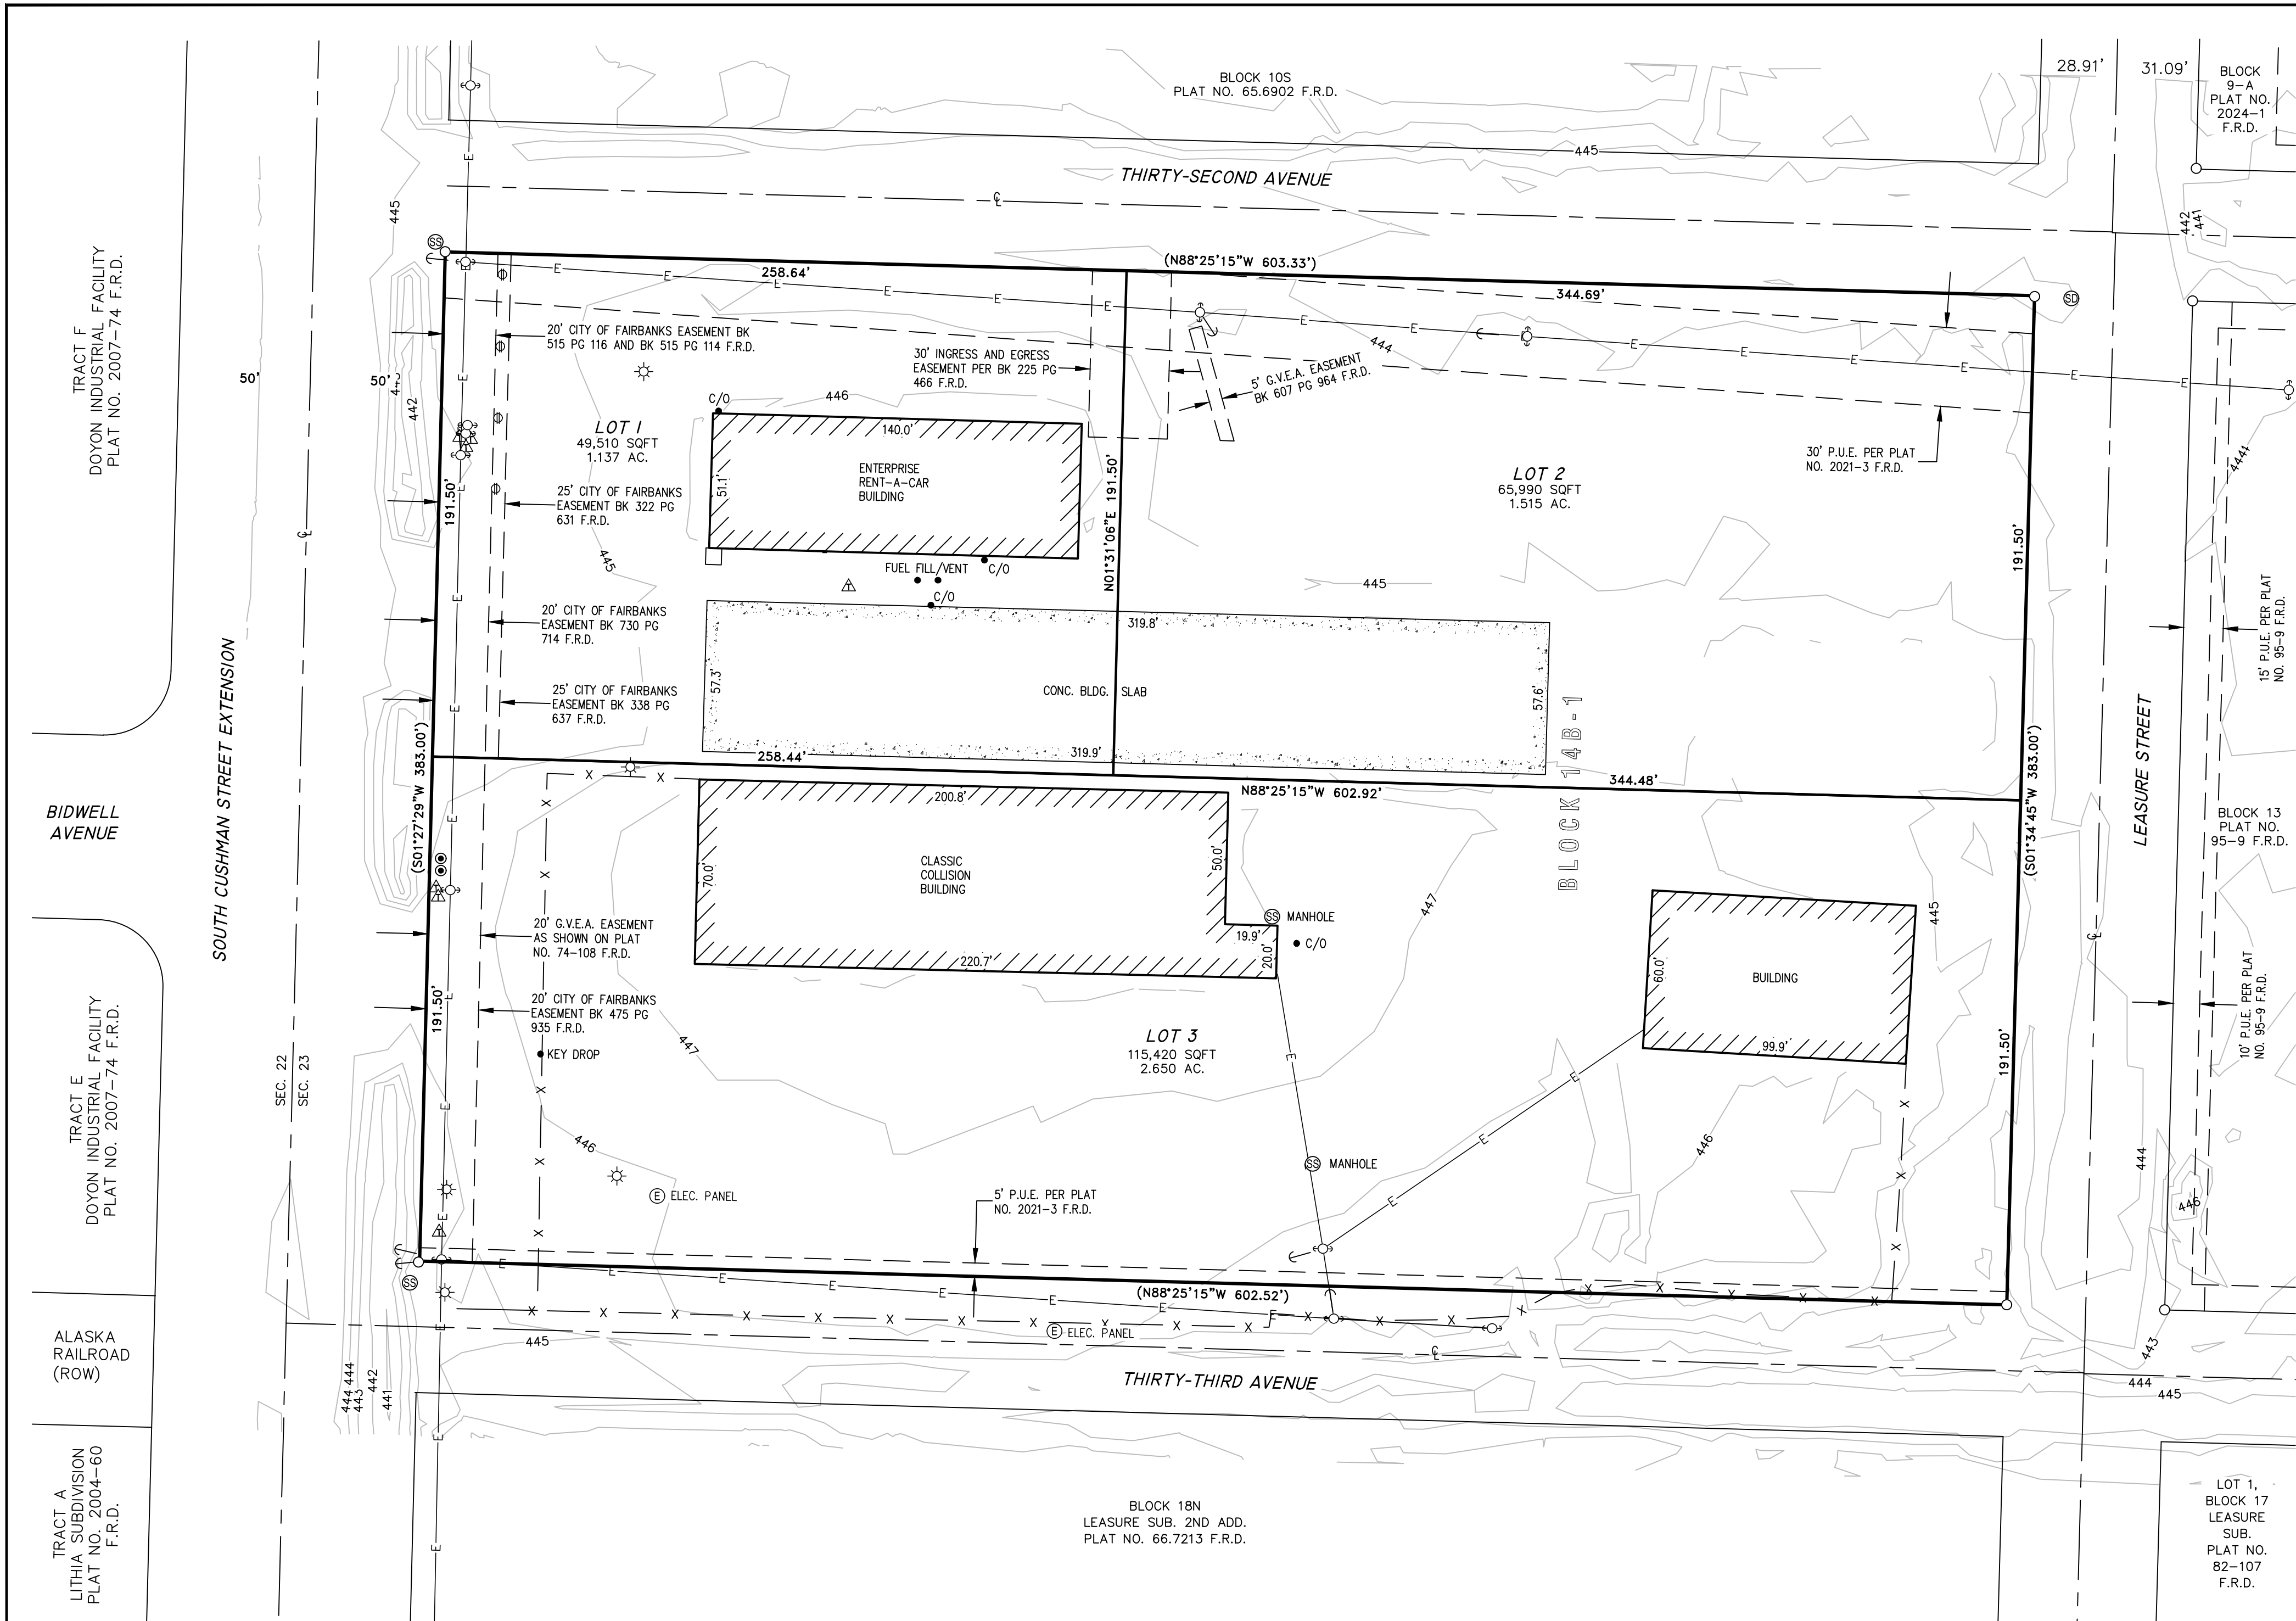 BLOCK 10S
PLAT NO. 65.6902 F.R.D.
28.91'
31.09'
BLOCK
9-A
PLAT NO.
2024-1
F.R.D.
445
THIRTY-SECOND AVENUE
445
442
441
TRACT F
DOYON INDUSTRIAL FACILITY
PLAT NO. 2007-74 F.R.D.
SS
(N88°25'15"W 603.33')
258.64'
344.69'
SD
20' CITY OF FAIRBANKS EASEMENT BK
515 PG 116 AND BK 515 PG 114 F.R.D.
30' INGRESS AND EGRESS
EASEMENT PER BK 225 PG
466 F.R.D.
444
5' G.V.E.A. EASEMENT
BK 607 PG 964 F.R.D.
50'
50'
442
C/O
446
LOT 1
49,510 SQFT
1.137 AC.
140.0'
51.1'
ENTERPRISE
RENT-A-CAR
BUILDING
30' P.U.E. PER PLAT
NO. 2021-3 F.R.D.
LOT 2
65,990 SQFT
1.515 AC.
191.50'
25' CITY OF FAIRBANKS
EASEMENT BK 322 PG
631 F.R.D.
N01°31'06"E 191.50'
191.50'
445
FUEL FILL/VENT
C/O
C/O
445
20' CITY OF FAIRBANKS
EASEMENT BK 730 PG
714 F.R.D.
319.8'
15' P.U.E. PER PLAT
NO. 95-9 F.R.D.
SOUTH CUSHMAN STREET EXTENSION
25' CITY OF FAIRBANKS
EASEMENT BK 338 PG
637 F.R.D.
57.3'
CONC. BLDG. SLAB
57.6'
319.9'
258.44'
344.48'
N88°25'15"W 602.92'
BLOCK 14B-1
(S01°27'29"W 383.00')
(S01°34'45"W 383.00')
LEASURE STREET
BIDWELL
AVENUE
BLOCK 13
PLAT NO.
95-9 F.R.D.
200.8'
70.0'
CLASSIC
COLLISION
BUILDING
50.0'
447
445
SS MANHOLE
C/O
19.9'
20.0'
220.7'
20' G.V.E.A. EASEMENT
AS SHOWN ON PLAT
NO. 74-108 F.R.D.
60.0'
BUILDING
99.9'
20' CITY OF FAIRBANKS
EASEMENT BK 475 PG
935 F.R.D.
191.50'
191.50'
10' P.U.E. PER PLAT
NO. 95-9 F.R.D.
TRACT E
DOYON INDUSTRIAL FACILITY
PLAT NO. 2007-74 F.R.D.
SEC. 22
SEC. 23
KEY DROP
447
LOT 3
115,420 SQFT
2.650 AC.
446
446
444
446
SS MANHOLE
E ELEC. PANEL
5' P.U.E. PER PLAT
NO. 2021-3 F.R.D.
SS
(N88°25'15"W 602.52')
E ELEC. PANEL
445
443
444
445
ALASKA
RAILROAD
(ROW)
444
444
443
442
441
THIRTY-THIRD AVENUE
TRACT A
LITHIA SUBDIVISION
PLAT NO. 2004-60
F.R.D.
BLOCK 18N
LEASURE SUB. 2ND ADD.
PLAT NO. 66.7213 F.R.D.
LOT 1,
BLOCK 17
LEASURE
SUB.
PLAT NO.
82-107
F.R.D.